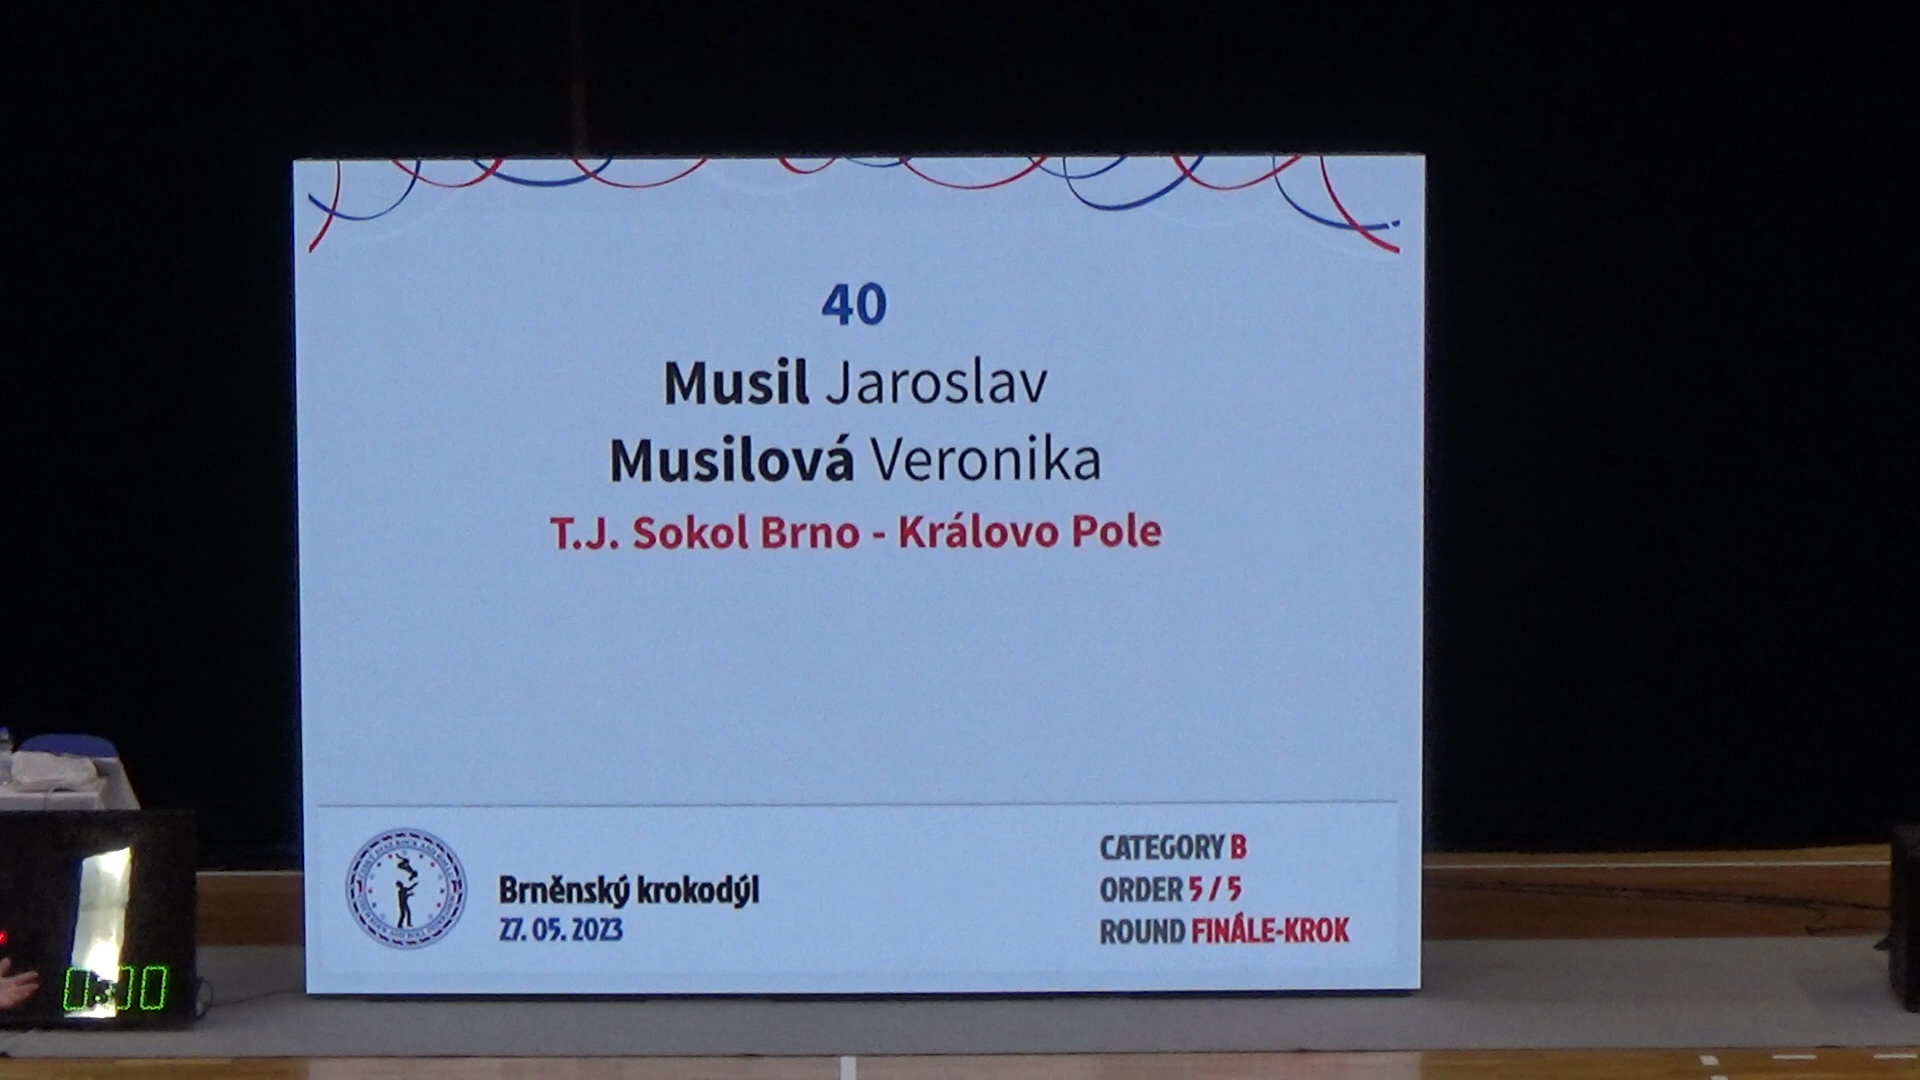 40
Musil Jaroslav
Musilová Veronika
T.J. Sokol Brno - Královo Pole
Brněnský krokodýl
27. 05. 2023
CATEGORY B
ORDER 5 / 5
ROUND FINÁLE-KROK